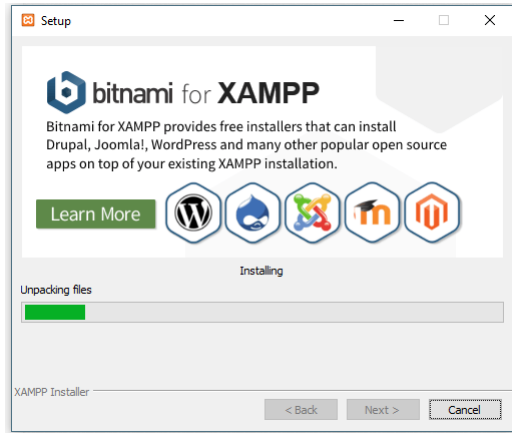 Setup
bitnami for XAMPP
Bitnami for XAMPP provides free installers that can install
Drupal, Joomla!, WordPress and many other popular open source
apps on top of your existing XAMPP installation.
Learn More
Installing
Unpacking files
XAMPP Installer
< Back
Next >
Cancel